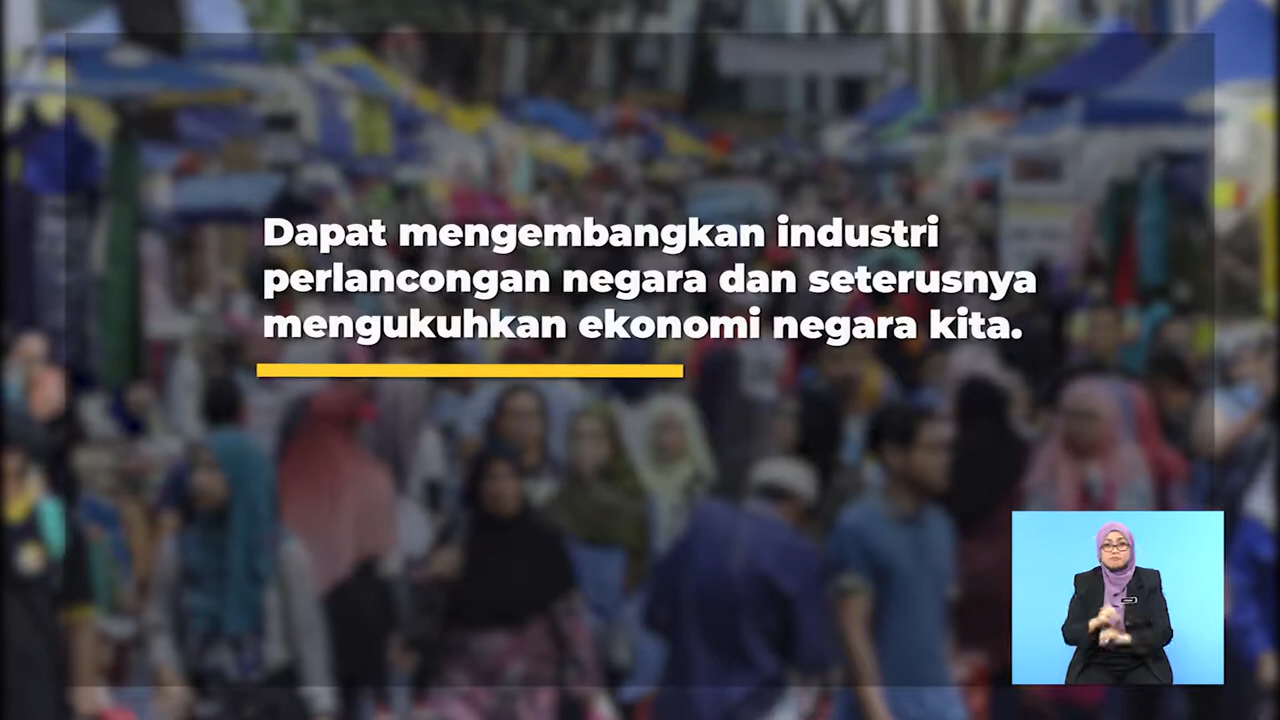 Dapat mengembangkan industri
perlancongan negara dan seterusnya
mengukuhkan ekonomi negara kita.